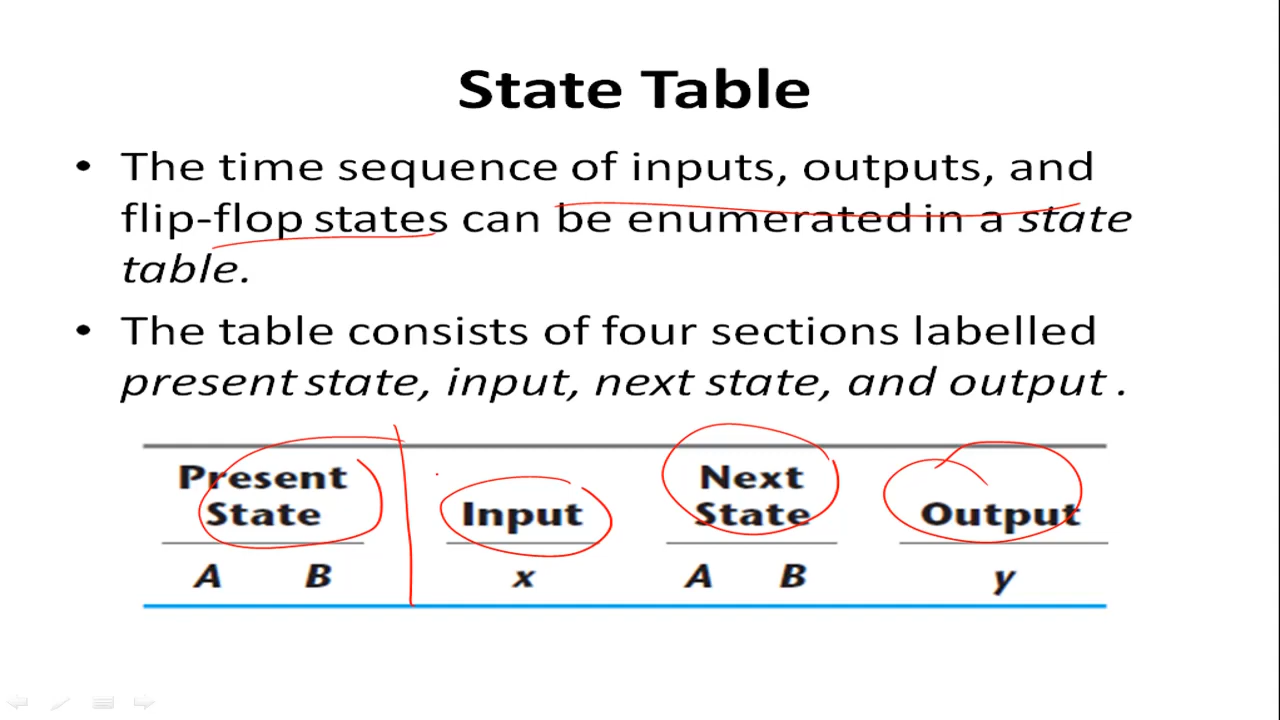 State Table
• The time sequence of inputs, outputs, and
flip-flop states can be enumerated in a state
table.
• The table consists of four sections labelled
present state, input, next state, and output .
Present State Input Next State Output
A B x A B y